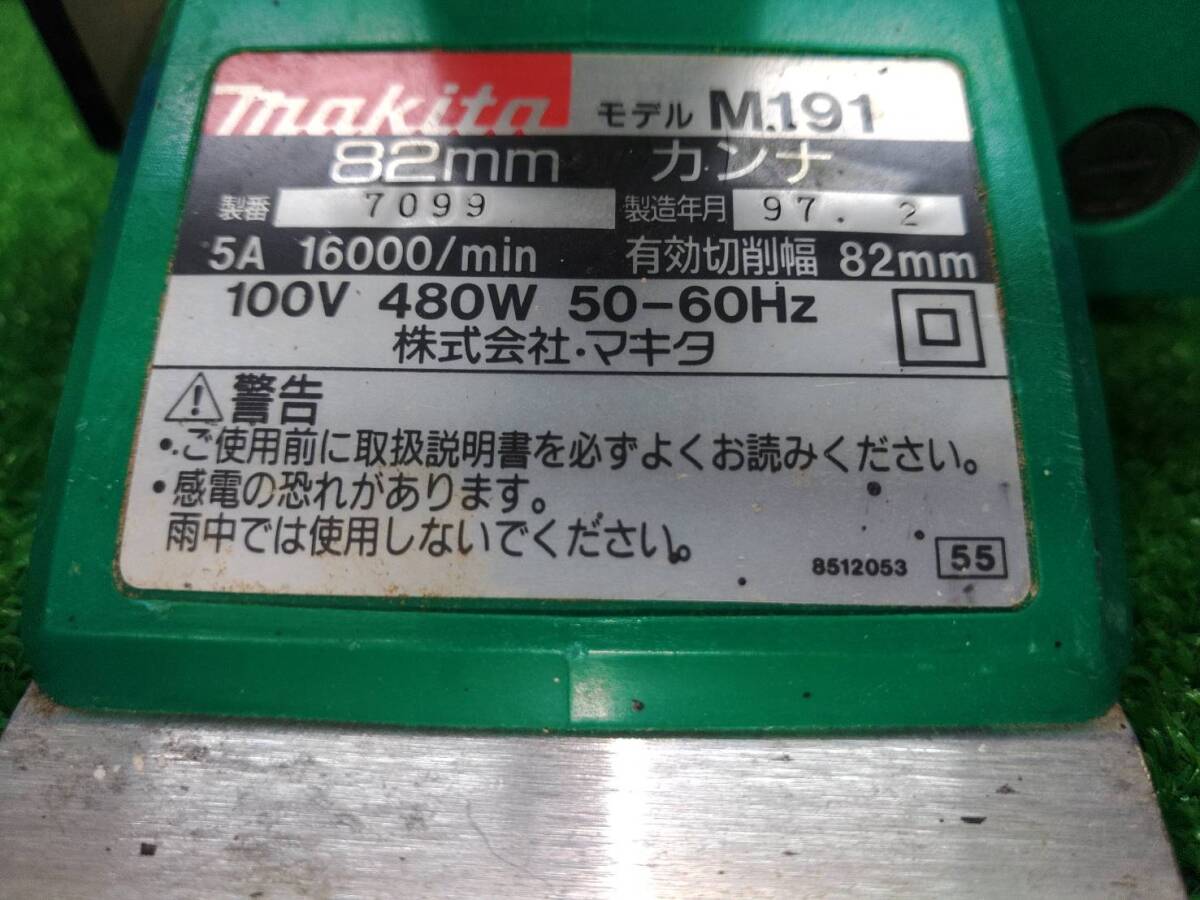 makita モデル M191
82mm カンナ
製番 7099 製造年月 97. 2
5A 16000/min 有効切削幅 82mm
100V 480W 50-60Hz
株式会社・マキタ
警告
・ご使用前に取扱説明書を必ずよくお読みください。
・感電の恐れがあります。
雨中では使用しないでください。
8512053 55